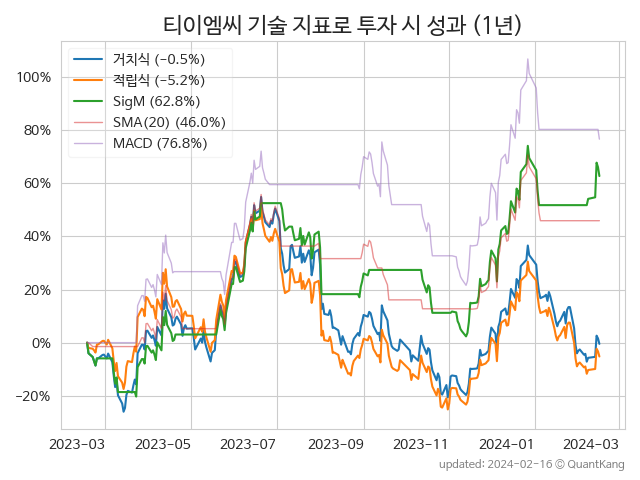 티이엠씨 기술 지표로 투자 시 성과 (1년)
거치식 (−0.5%)
적립식 (−5.2%)
SigM (62.8%)
SMA(20) (46.0%)
MACD (76.8%)
100%
80%
60%
40%
20%
0%
−20%
2023−03 2023−05 2023−07 2023−09 2023−11 2024−01 2024−03
updated: 2024−02−16 © QuantKang